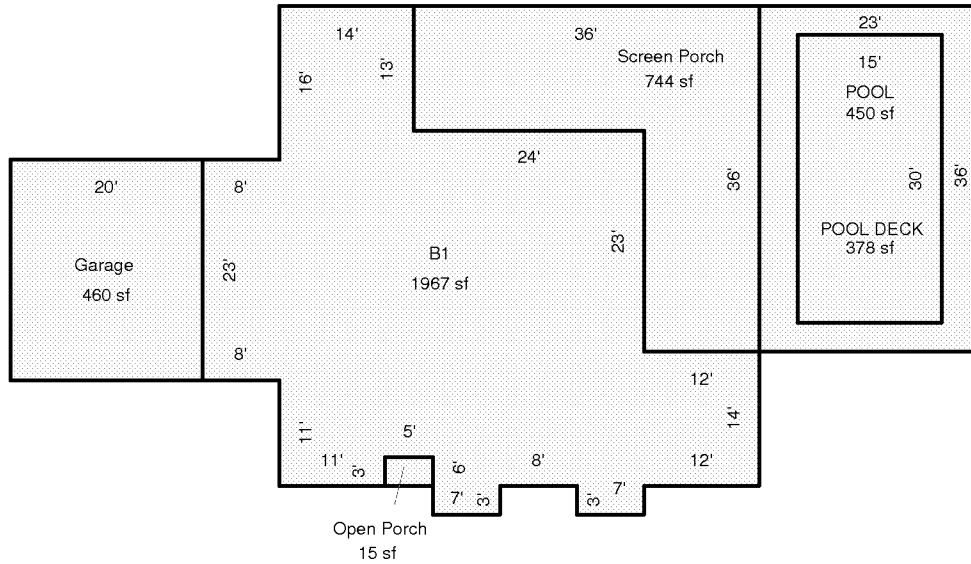 14'
36'
23'
16'
13'
Screen Porch
744 sf
15'
POOL
450 sf
24'
20'
8'
36'
30'
36'
23'
POOL DECK
378 sf
B1
1967 sf
Garage
460 sf
23'
8'
12'
14'
11'
5'
11'
3'
6'
8'
12'
7'
3'
3'
7'
Open Porch
15 sf